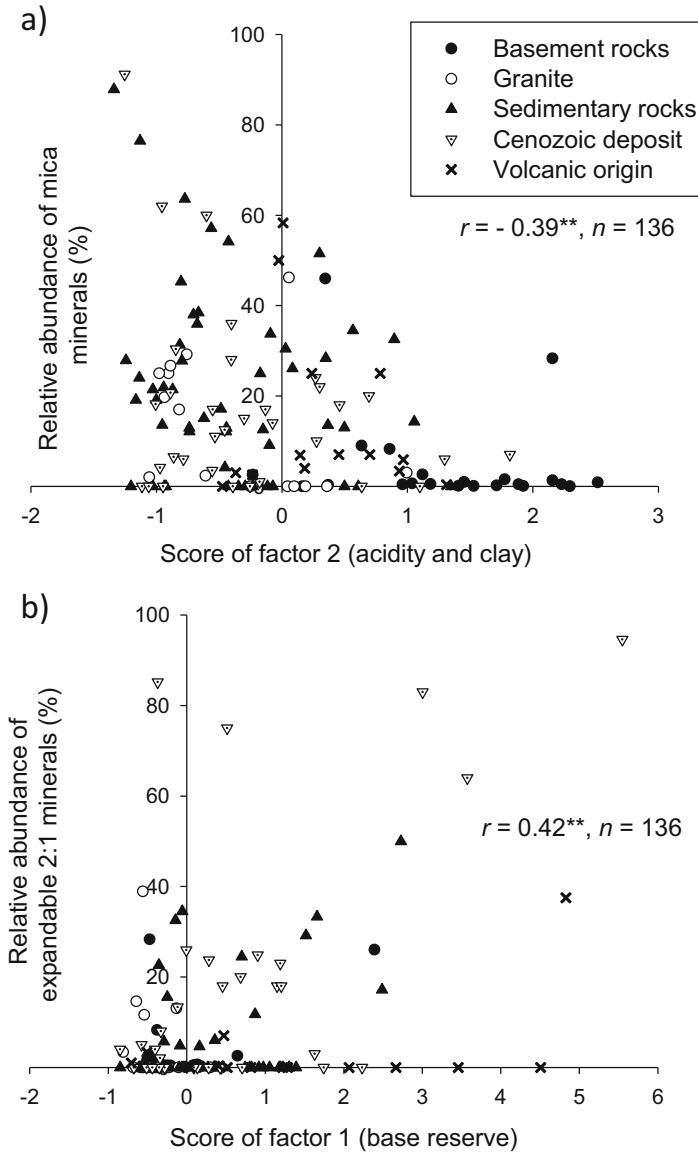 a)
100
80
60
40
20
0
-2
-1
0
1
2
3
Relative abundance of mica
minerals (%)
Score of factor 2 (acidity and clay)
Basement rocks
Granite
Sedimentary rocks
Cenozoic deposit
Volcanic origin
r = - 0.39**, n = 136
b)
100
80
60
40
20
0
-2
-1
0
1
2
3
4
5
6
Relative abundance of
expandable 2:1 minerals (%)
r = 0.42**, n = 136
Score of factor 1 (base reserve)